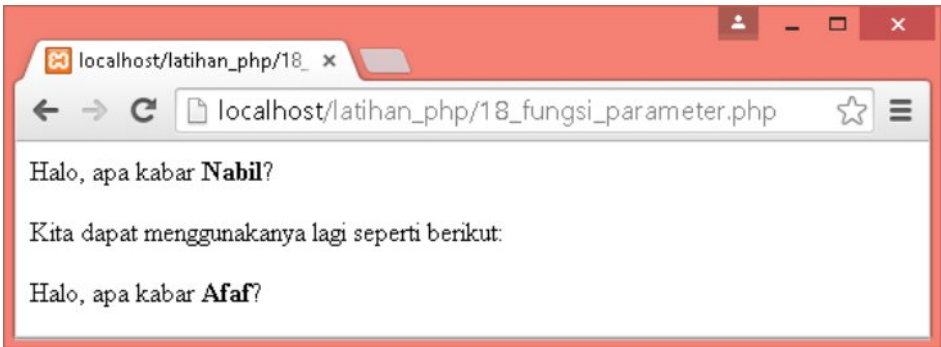 localhost/latihan_php/18_
localhost/latihan_php/18_fungsi_parameter.php
Halo, apa kabar Nabil?
Kita dapat menggunakanya lagi seperti berikut:
Halo, apa kabar Afaf?